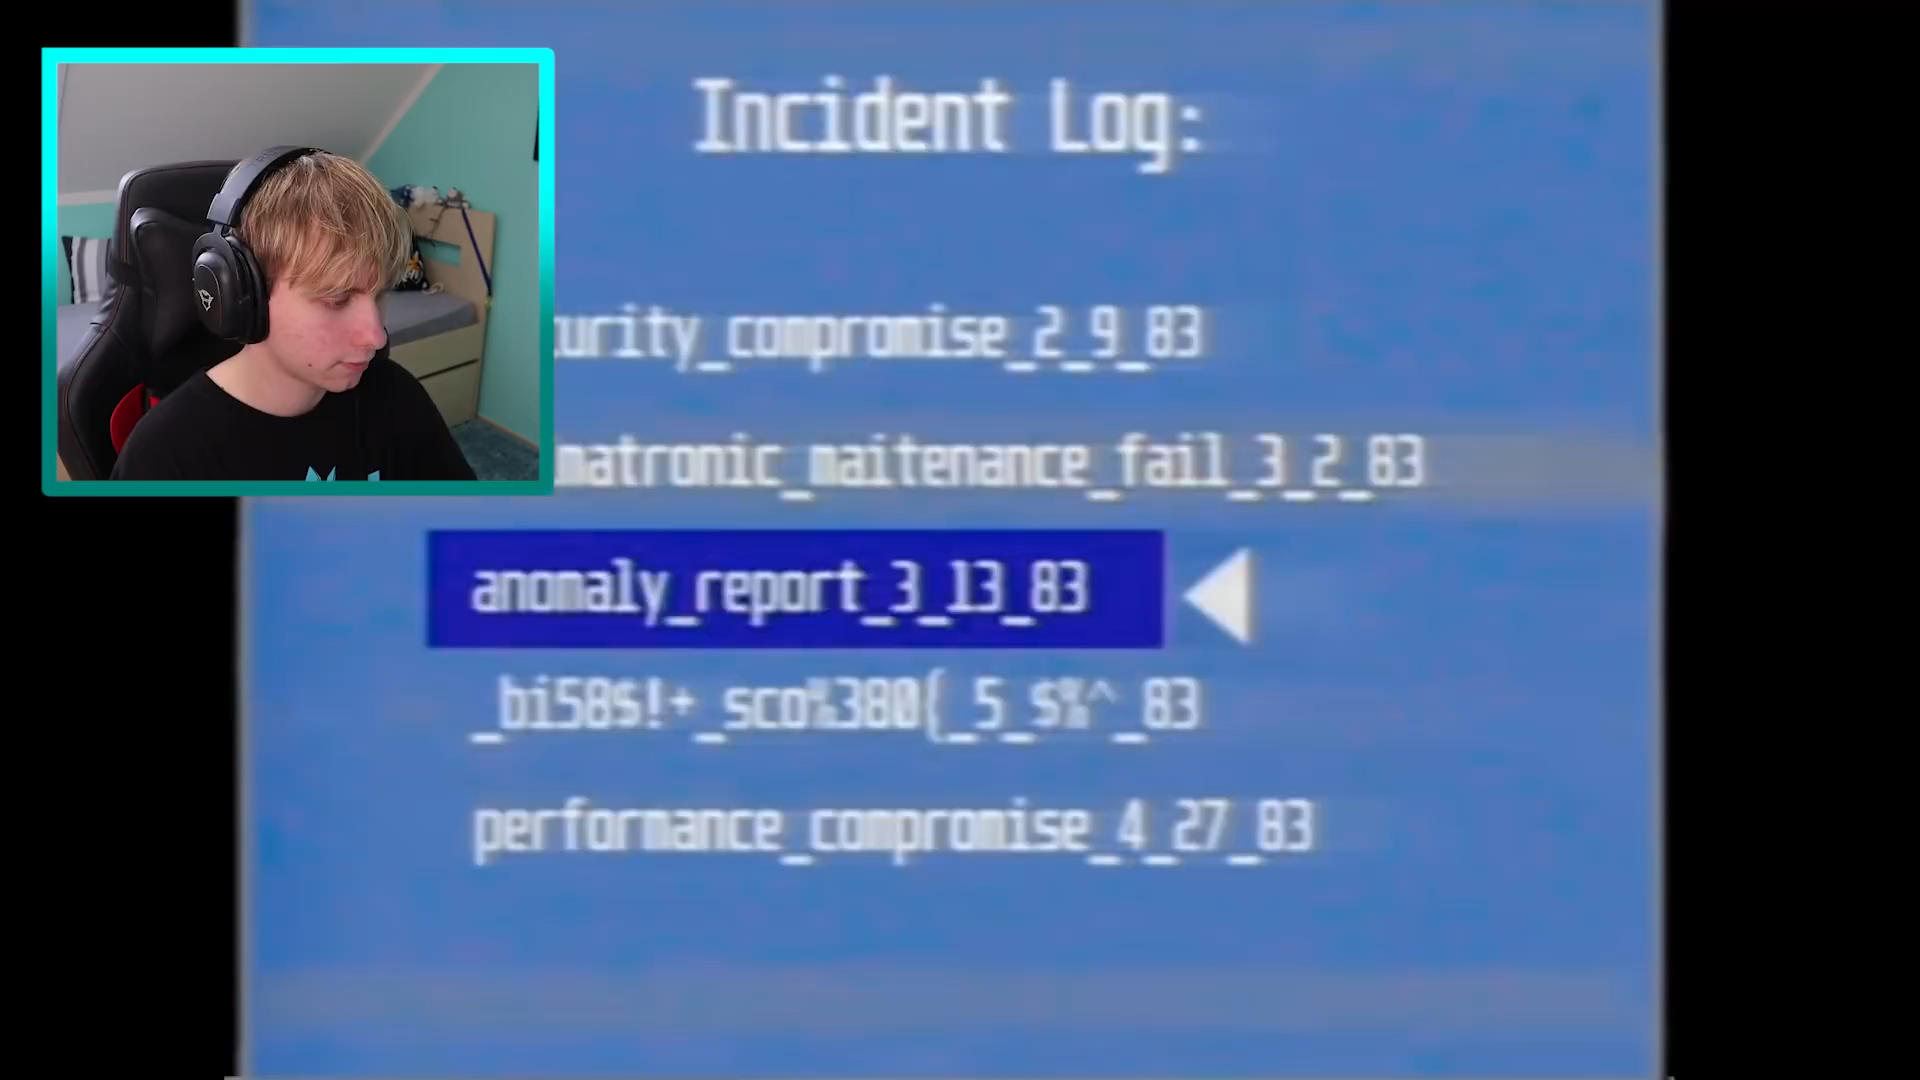 Incident Log:
urity_compromise_2_9_83
matronic_maitenance_fail_3_2_83
anomaly_report_3_13_83
_bi58$!+_sco%380(_5_$%^_83
performance_compromise_4_27_83